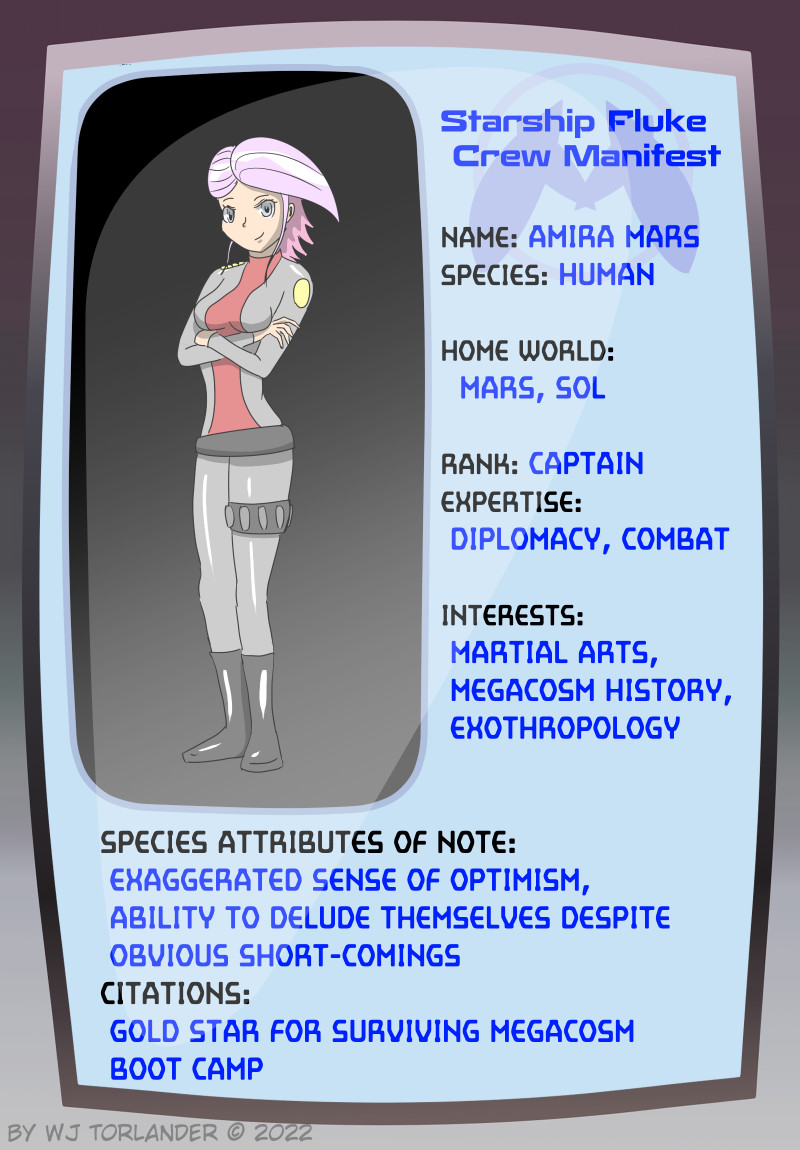 Starship Fluke
Crew Manifest
NAME: AMIRA MARS
SPECIES: HUMAN
HOME WORLD:
MARS, SOL
RANK: CAPTAIN
EXPERTISE:
DIPLOMACY, COMBAT
INTERESTS:
MARTIAL ARTS,
MEGACOSM HISTORY,
EXOTHROPOLOGY
SPECIES ATTRIBUTES OF NOTE:
EXAGGERATED SENSE OF OPTIMISM,
ABILITY TO DELUDE THEMSELVES DESPITE
OBVIOUS SHORT-COMINGS
CITATIONS:
GOLD STAR FOR SURVIVING MEGACOSM
BOOT CAMP
BY WJ TORLANDER © 2022